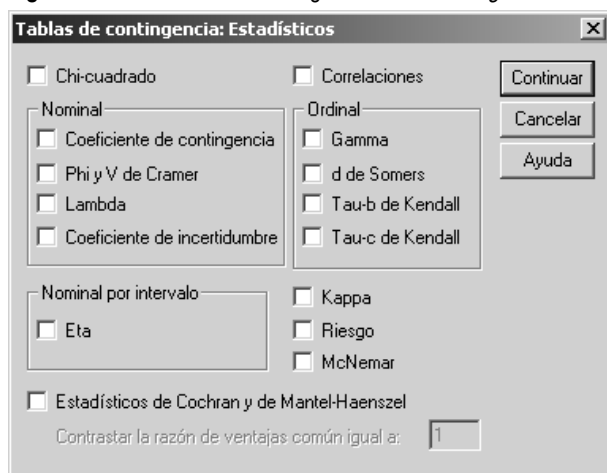 Tablas de contingencia: Estadísticos
Chi-cuadrado
Correlaciones
Continuar
Cancelar
Ayuda
Nominal
Coeficiente de contingencia
Phi y V de Cramer
Lambda
Coeficiente de incertidumbre
Ordinal
Gamma
d de Somers
Tau-b de Kendall
Tau-c de Kendall
Nominal por intervalo
Eta
Kappa
Riesgo
McNemar
Estadísticos de Cochran y de Mantel-Haenszel
Contrastar la razón de ventajas común igual a: 1